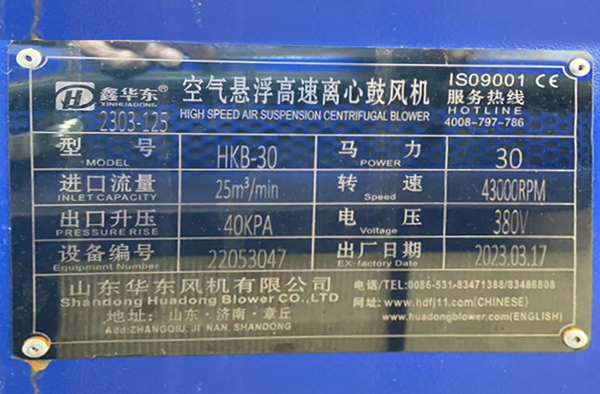 鑫华东
XINHUADONG
2303-125
空气悬浮高速离心鼓风机
HIGH SPEED AIR SUSPENSION CENTRIFUGAL BLOWER
ISO9001 CE
服务热线
HOTLINE
4008-797-786
型 号 HKB-30 马 力 30
MODEL POWER
进口流量 25m³/min 转 速 43000RPM
INLET CAPACITY Speed
出口升压 40KPA 电 压 380V
PRESSURE RISE Voltage
设备编号 22053047 出厂日期 2023.03.17
Equipment Number EX-factory Date
山东华东风机有限公司
Shandong Huadong Blower CO.,LTD
地址: 山东·济南·章丘
Add:ZHANGQIU, JI'NAN, SHANDONG
电话/TEL:0086-531-83471388/83486808
网址:www.hdfj11.com(CHINESE)
www.huadongblower.com(ENGLISH)